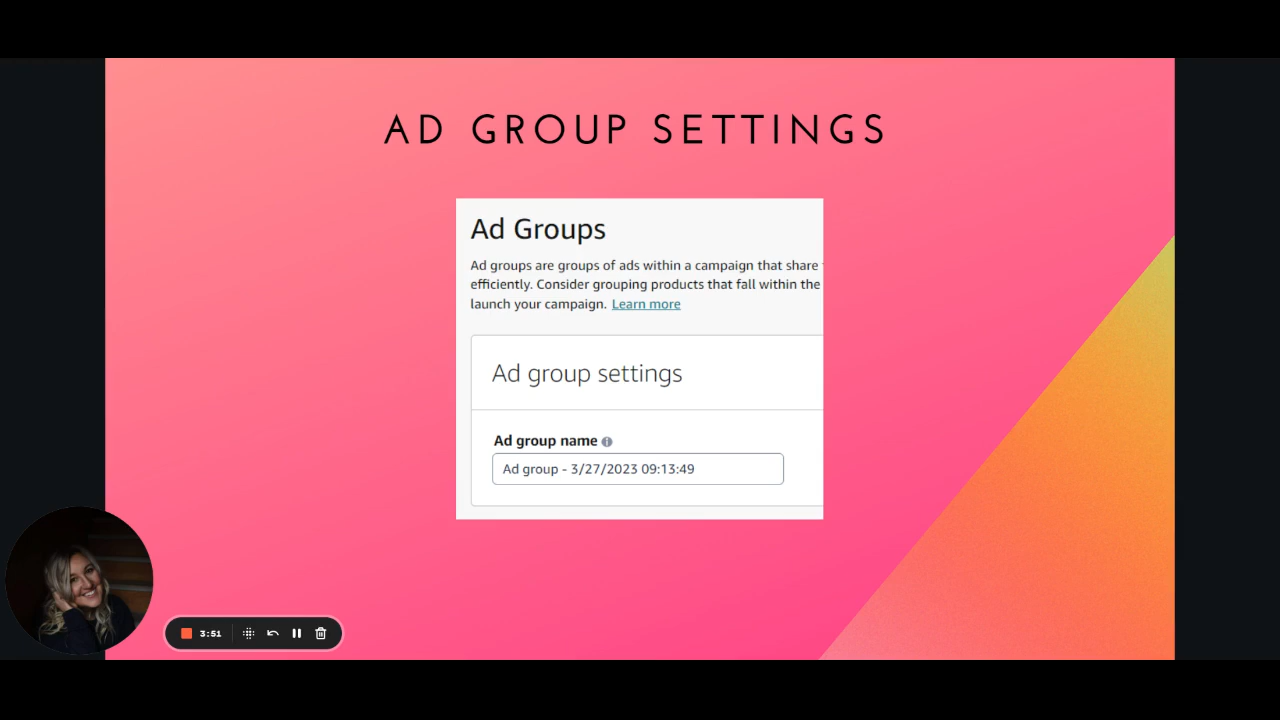 AD GROUP SETTINGS
Ad Groups
Ad groups are groups of ads within a campaign that share
efficiently. Consider grouping products that fall within the
launch your campaign. Learn more
Ad group settings
Ad group name
Ad group - 3/27/2023 09:13:49
3:51